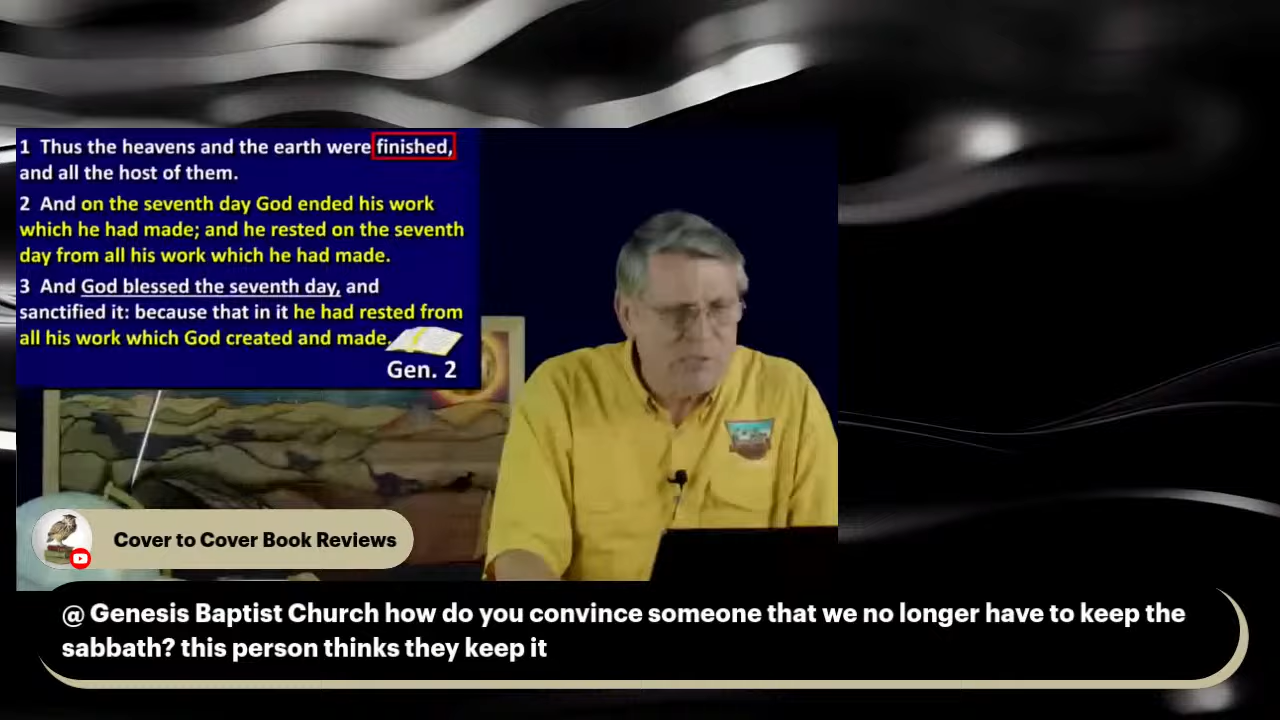 1 Thus the heavens and the earth were finished,
and all the host of them.
2 And on the seventh day God ended his work
which he had made; and he rested on the seventh
day from all his work which he had made.
3 And God blessed the seventh day, and
sanctified it: because that in it he had rested from
all his work which God created and made.
Gen. 2
Cover to Cover Book Reviews
@ Genesis Baptist Church how do you convince someone that we no longer have to keep the
sabbath? this person thinks they keep it